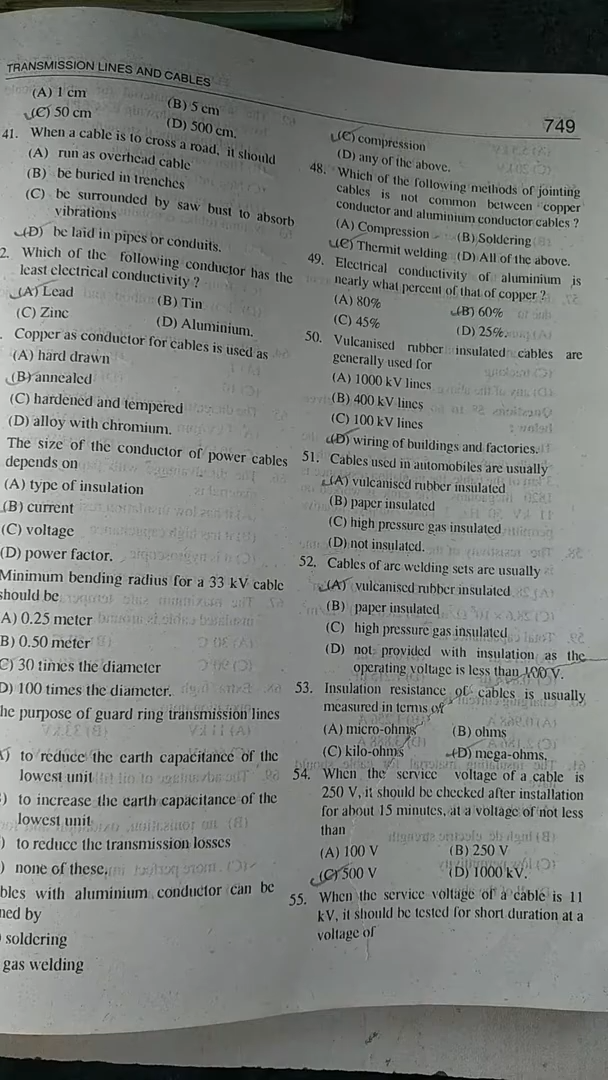 TRANSMISSION LINES AND CABLES
749
(A) 1 cm
(B) 5 cm
(C) 50 cm
(D) 500 cm.
41. When a cable is to cross a road, it should
(A) run as overhead cable
(B) be buried in trenches
(C) be surrounded by saw bust to absorb
vibrations
(D) be laid in pipes or conduits.
2. Which of the following conductor has the
least electrical conductivity ?
(A) Lead
(B) Tin
(C) Zinc
(D) Aluminium.
. Copper as conductor for cables is used as
(A) hard drawn
(B) annealed
(C) hardened and tempered
(D) alloy with chromium.
The size of the conductor of power cables
depends on
(A) type of insulation
(B) current
(C) voltage
(D) power factor.
Minimum bending radius for a 33 kV cable
should be
A) 0.25 meter
B) 0.50 meter
C) 30 times the diameter
D) 100 times the diameter.
he purpose of guard ring transmission lines
) to reduce the earth capacitance of the
lowest unit
) to increase the earth capacitance of the
lowest unit
) to reduce the transmission losses
) none of these.
bles with aluminium conductor can be
ned by
soldering
gas welding
(C) compression
(D) any of the above.
48. Which of the following methods of jointing
cables is not common between copper
conductor and aluminium conductor cables ?
(A) Compression
(B) Soldering
(C) Thermit welding
(D) All of the above.
49. Electrical conductivity of aluminium is
nearly what percent of that of copper ?
(A) 80%
(B) 60%
(C) 45%
(D) 25%.
50. Vulcanised rubber insulated cables are
generally used for
(A) 1000 kV lines
(B) 400 kV lines
(C) 100 kV lines
(D) wiring of buildings and factories.
51. Cables used in automobiles are usually
(A) vulcanised rubber insulated
(B) paper insulated
(C) high pressure gas insulated
(D) not insulated.
52. Cables of arc welding sets are usually
(A) vulcanised rubber insulated
(B) paper insulated
(C) high pressure gas insulated
(D) not provided with insulation as the
operating voltage is less than 100 V.
53. Insulation resistance of cables is usually
measured in terms of
(A) micro-ohms
(B) ohms
(C) kilo-ohms
(D) mega-ohms.
54. When the service voltage of a cable is
250 V, it should be checked after installation
for about 15 minutes, at a voltage of not less
than
(A) 100 V
(B) 250 V
(C) 500 V
(D) 1000 kV.
55. When the service voltage of a cable is 11
kV, it should be tested for short duration at a
voltage of